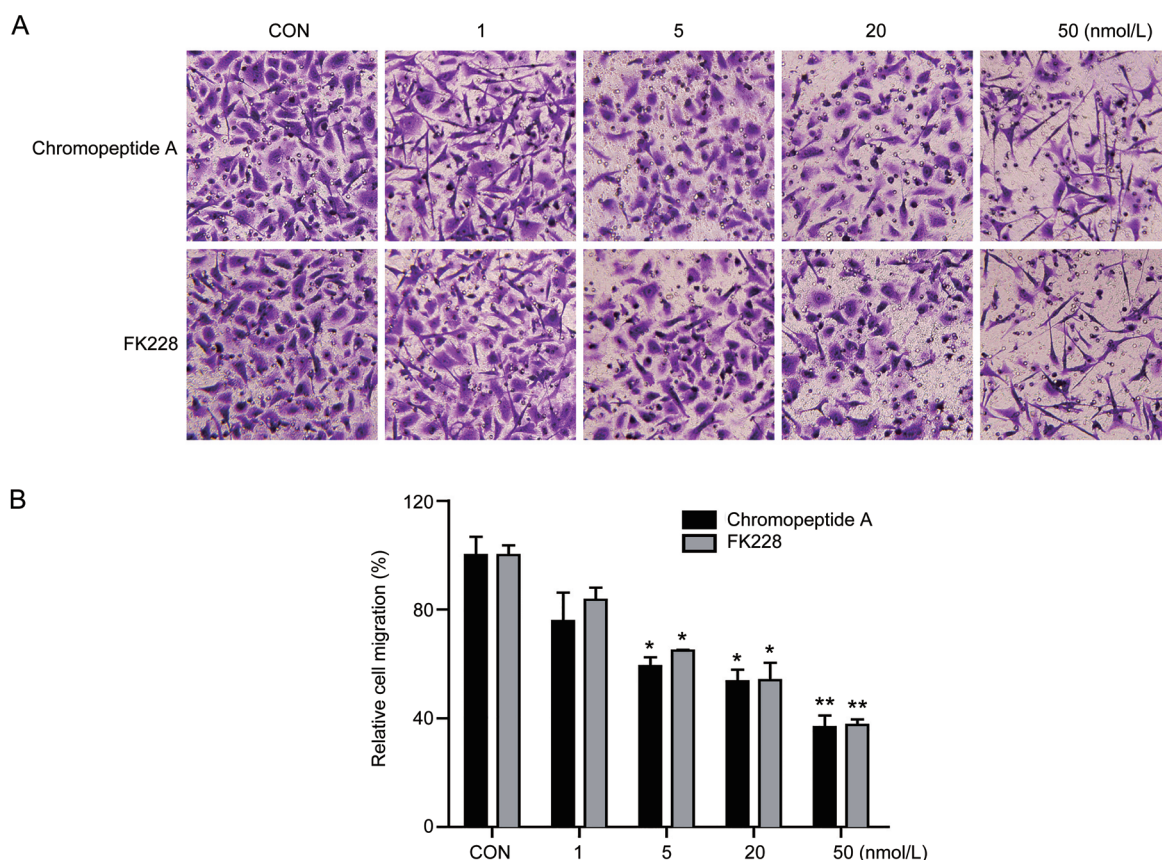 A
CON 1 5 20 50 (nmol/L)
Chromopeptide A
FK228
B
120
80
40
0
Relative cell migration (%)
Chromopeptide A
FK228
* *
* *
** **
CON 1 5 20 50 (nmol/L)